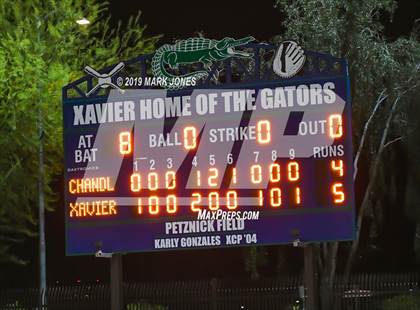 © 2019 MARK JONES
XAVIER HOME OF THE GATORS
AT BAT 8 BALL 0 STRIKE 0 OUT 0
1 2 3 4 5 6 7 8 9 RUNS
CHANDL 0 0 0 1 2 1 0 0 0 4
XAVIER 1 0 0 2 0 0 1 0 1 5
MAXPREPS.COM
PETZNICK FIELD
KARLY GONZALES XCP '04
MP